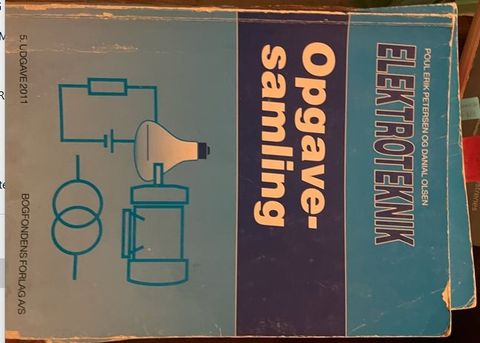 POUL ERIK PETERSEN OG DANIAL OLSEN
ELEKTROTEKNIK
Opgave-
samling
5. UDGAVE 2011
BOGFONDENS FORLAG A/S